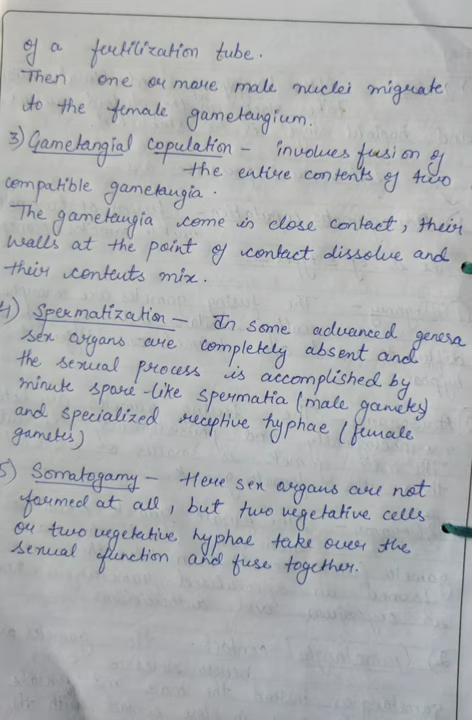 of a fertilization tube.
Then one or more male nuclei migrate
to the female gametangium.
3) Gametangial copulation - involves fusion of
the entire contents of two
compatible gametangia.
The gametangia come in close contact, their
walls at the point of contact dissolve and
their contents mix.
4) Spermatization - In some advanced genera
sex organs are completely absent and
the sexual process is accomplished by
minute spore-like spermatia (male gametes)
and specialized receptive hyphae (female
gametes)
5) Somatogamy - Here sex organs are not
formed at all, but two vegetative cells
or two vegetative hyphae take over the
sexual function and fuse together.